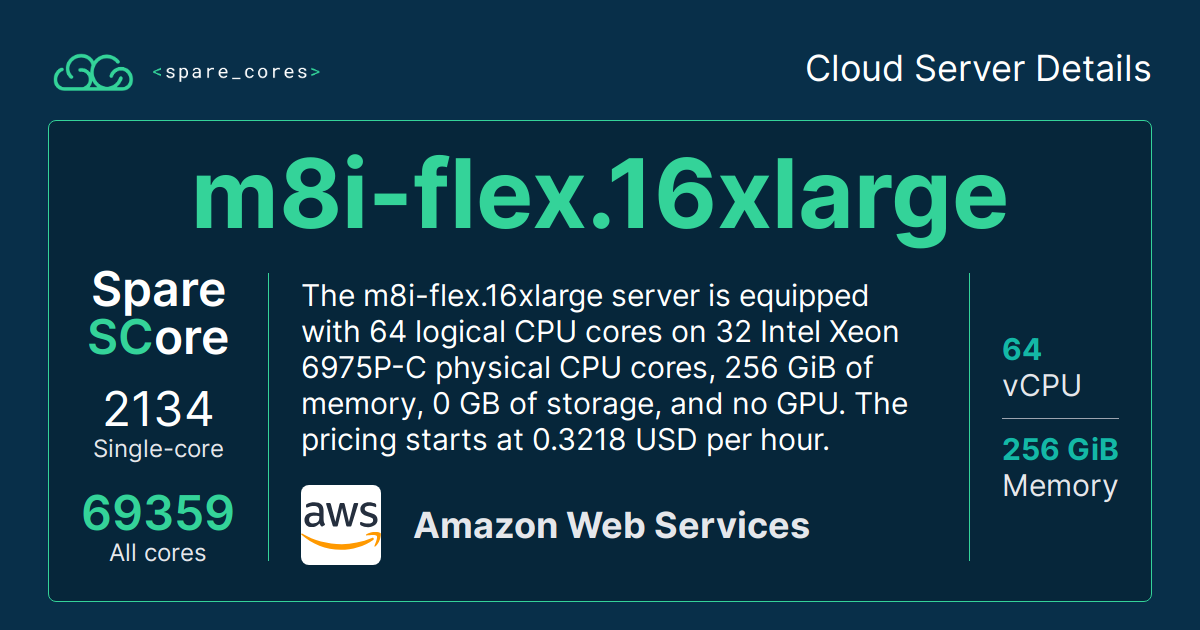 <spare_cores>
Cloud Server Details
m8i-flex.16xlarge
Spare
SCore
2134
Single-core
69359
All cores
The m8i-flex.16xlarge server is equipped
with 64 logical CPU cores on 32 Intel Xeon
6975P-C physical CPU cores, 256 GiB of
memory, 0 GB of storage, and no GPU. The
pricing starts at 0.3218 USD per hour.
aws
Amazon Web Services
64
vCPU
256 GiB
Memory